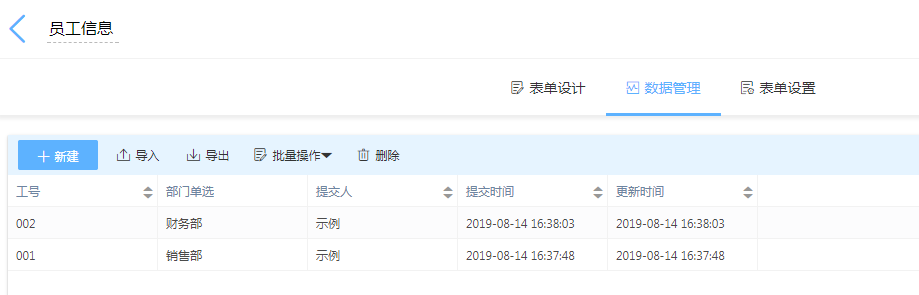 员工信息
表单设计 数据管理 表单设置
新建 导入 导出 批量操作 删除
工号 部门单选 提交人 提交时间 更新时间
002 财务部 示例 2019-08-14 16:38:03 2019-08-14 16:38:03
001 销售部 示例 2019-08-14 16:37:48 2019-08-14 16:37:48